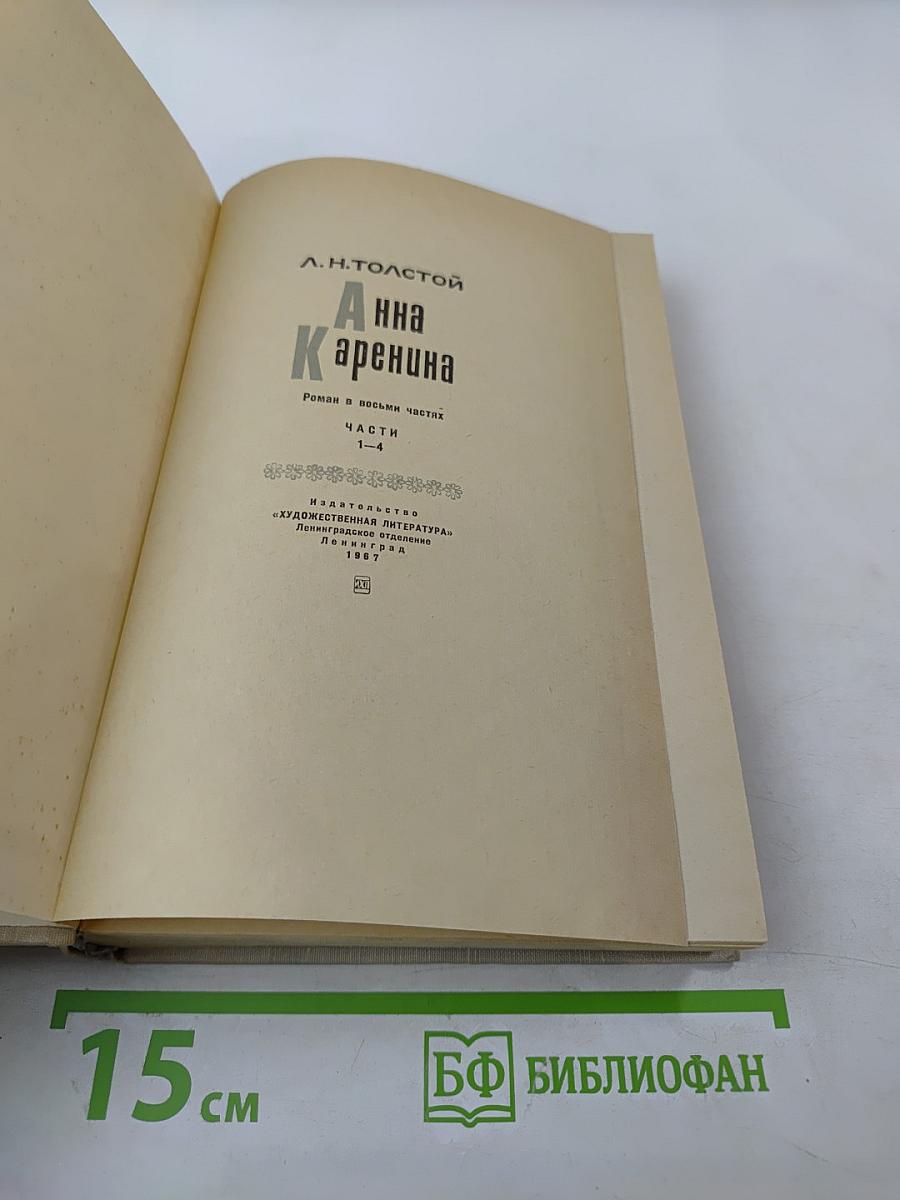 Л. Н. ТОЛСТОЙ
Анна
Каренина
Роман в восьми частях
ЧАСТИ
1—4
Издательство
«ХУДОЖЕСТВЕННАЯ ЛИТЕРАТУРА»
Ленинградское отделение
Ленинград
1967
15 см
БФ БИБЛИОФАН